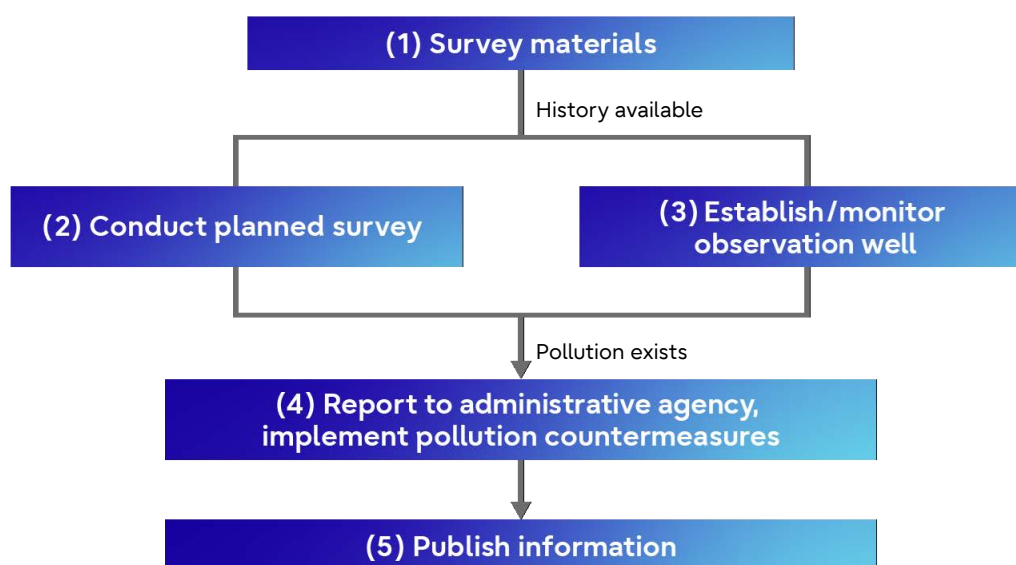 (1) Survey materials
History available
(2) Conduct planned survey
(3) Establish/monitor
observation well
Pollution exists
(4) Report to administrative agency,
implement pollution countermeasures
(5) Publish information